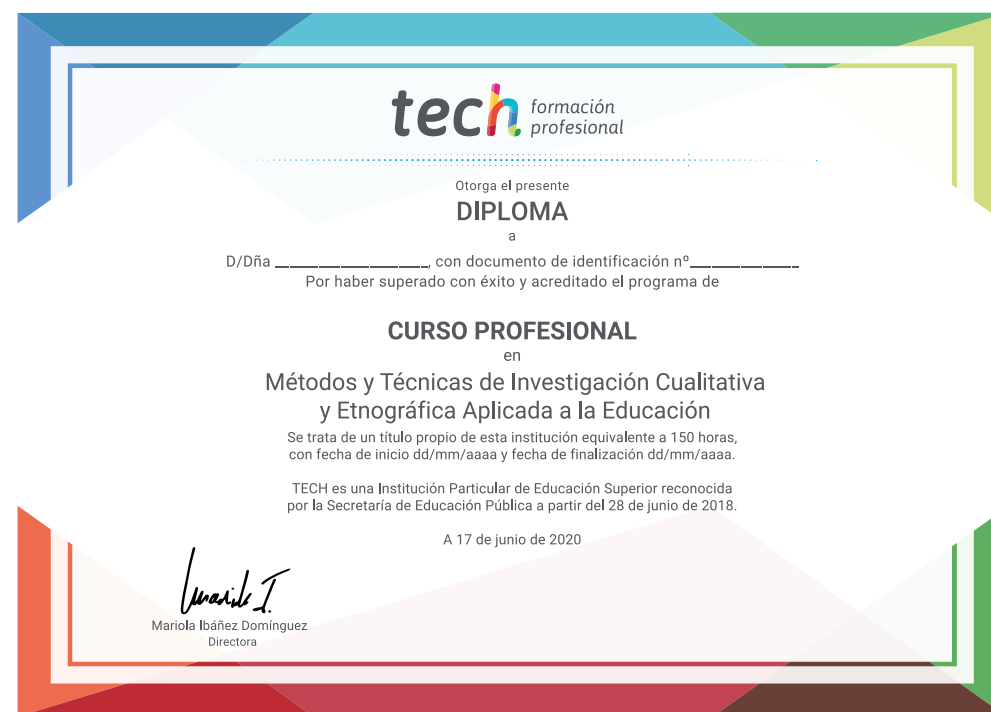 tech formación
profesional
Otorga el presente
DIPLOMA
a
D/Dña ______________________, con documento de identificación nº_______________
Por haber superado con éxito y acreditado el programa de
CURSO PROFESIONAL
en
Métodos y Técnicas de Investigación Cualitativa
y Etnográfica Aplicada a la Educación
Se trata de un título propio de esta institución equivalente a 150 horas,
con fecha de inicio dd/mm/aaaa y fecha de finalización dd/mm/aaaa.
TECH es una Institución Particular de Educación Superior reconocida
por la Secretaría de Educación Pública a partir del 28 de junio de 2018.
A 17 de junio de 2020
Mariola Ibáñez Domínguez
Directora